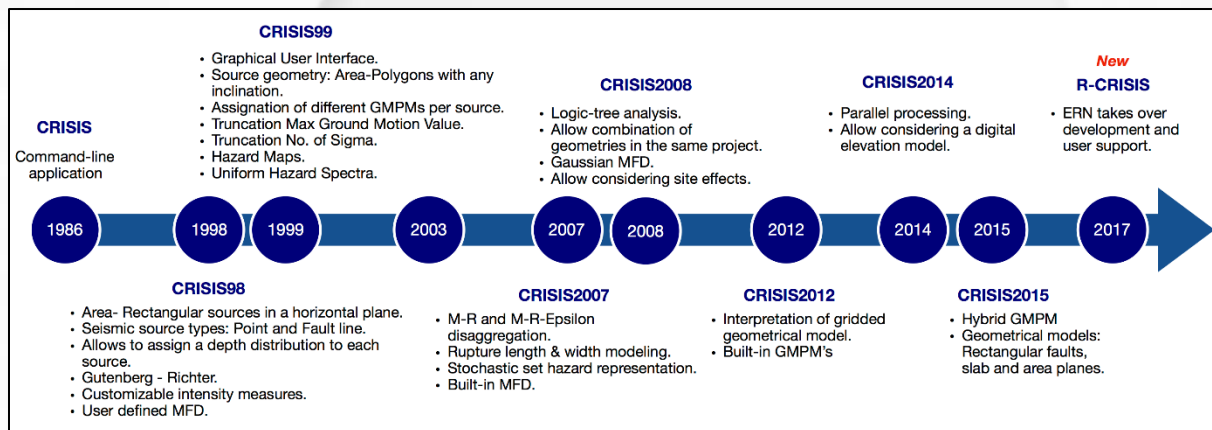 CRISIS
Command-line
application
CRISIS99
• Graphical User Interface.
• Source geometry: Area-Polygons with any
inclination.
• Assignation of different GMPMs per source.
• Truncation Max Ground Motion Value.
• Truncation No. of Sigma.
• Hazard Maps.
• Uniform Hazard Spectra.
CRISIS2008
• Logic-tree analysis.
• Allow combination of
geometries in the same project.
• Gaussian MFD.
• Allow considering site effects.
CRISIS2014
• Parallel processing.
• Allow considering a digital
elevation model.
New
R-CRISIS
• ERN takes over
development and
user support.
1986
1998
1999
2003
2007
2008
2012
2014
2015
2017
CRISIS98
• Area- Rectangular sources in a horizontal plane.
• Seismic source types: Point and Fault line.
• Allows to assign a depth distribution to each
source.
• Gutenberg - Richter.
• Customizable intensity measures.
• User defined MFD.
CRISIS2007
• M-R and M-R-Epsilon
disaggregation.
• Rupture length & width modeling.
• Stochastic set hazard representation.
• Built-in MFD.
CRISIS2012
• Interpretation of gridded
geometrical model.
• Built-in GMPM's
CRISIS2015
• Hybrid GMPM
• Geometrical models:
Rectangular faults,
slab and area planes.